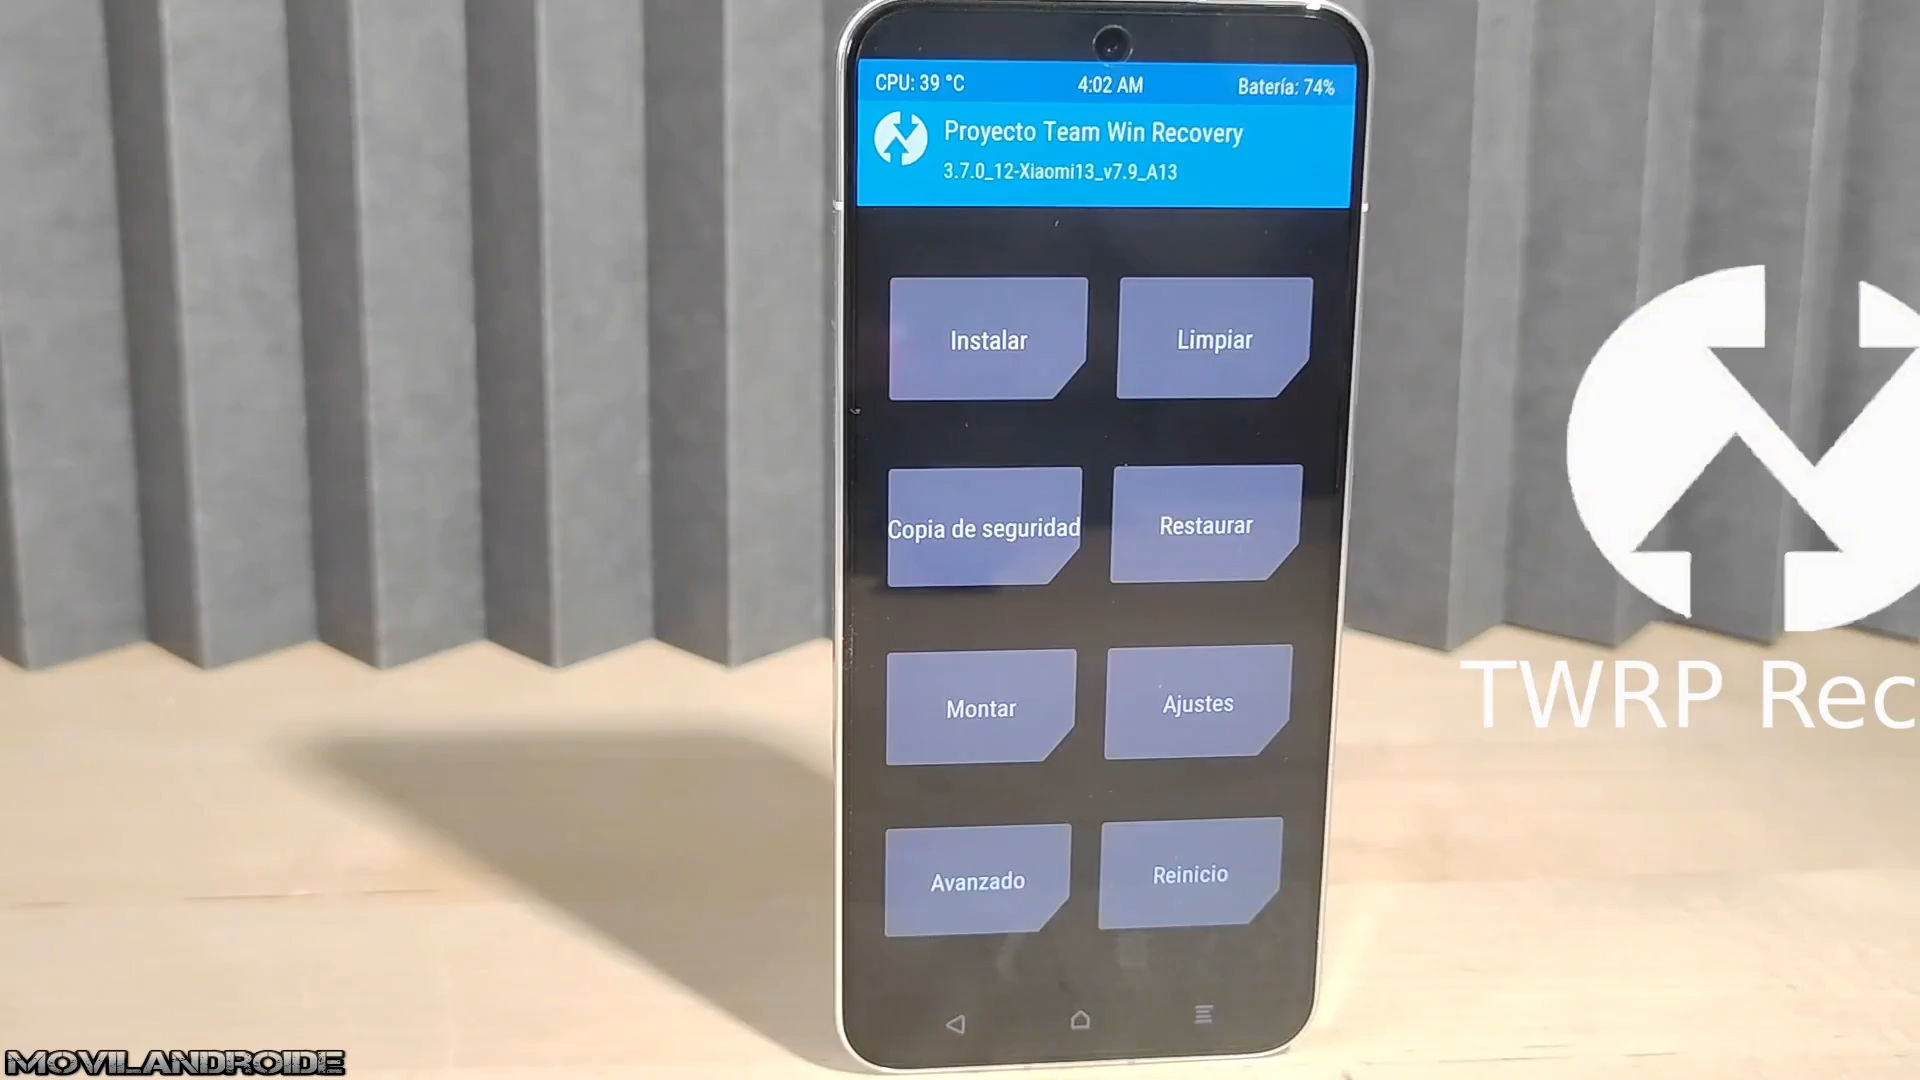 CPU: 39 °C 4:02 AM Batería: 74%
Proyecto Team Win Recovery
3.7.0_12-Xiaomi13_v7.9_A13
Instalar Limpiar
Copia de seguridad Restaurar
Montar Ajustes
Avanzado Reinicio
TWRP Rec
MOVILANDROIDE